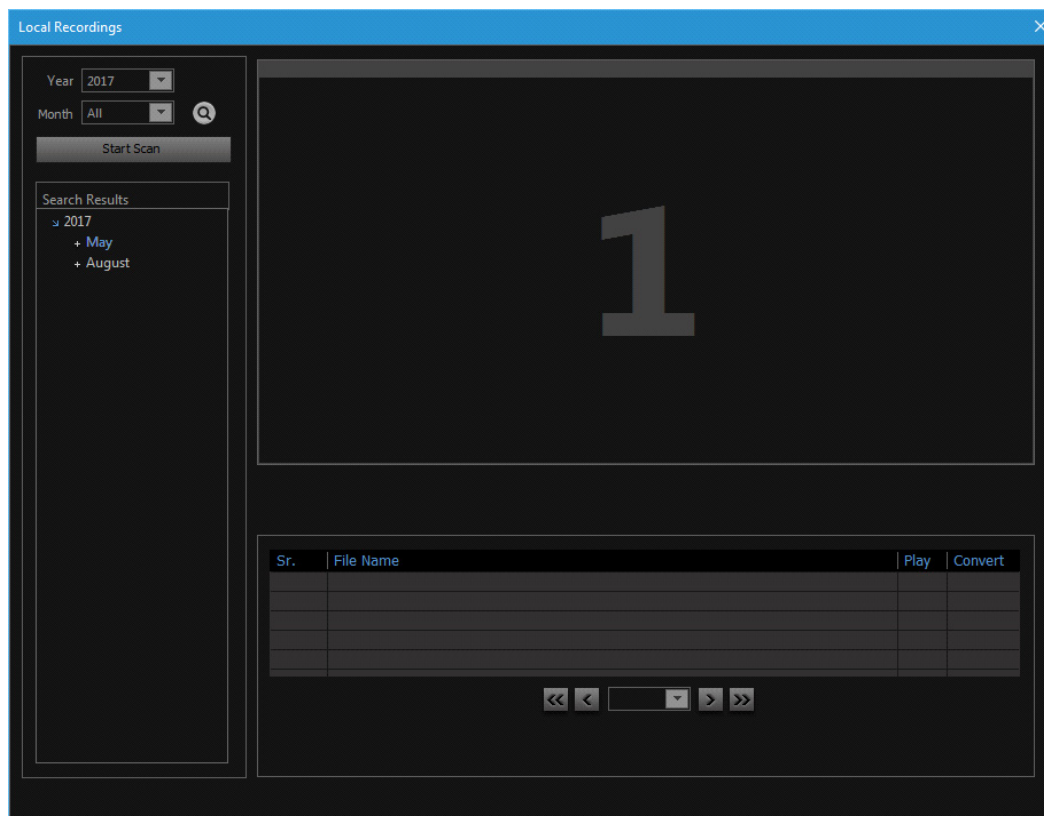 Local Recordings
Year 2017
Month All
Start Scan
Search Results
2017
+ May
+ August
1
Sr. File Name Play Convert